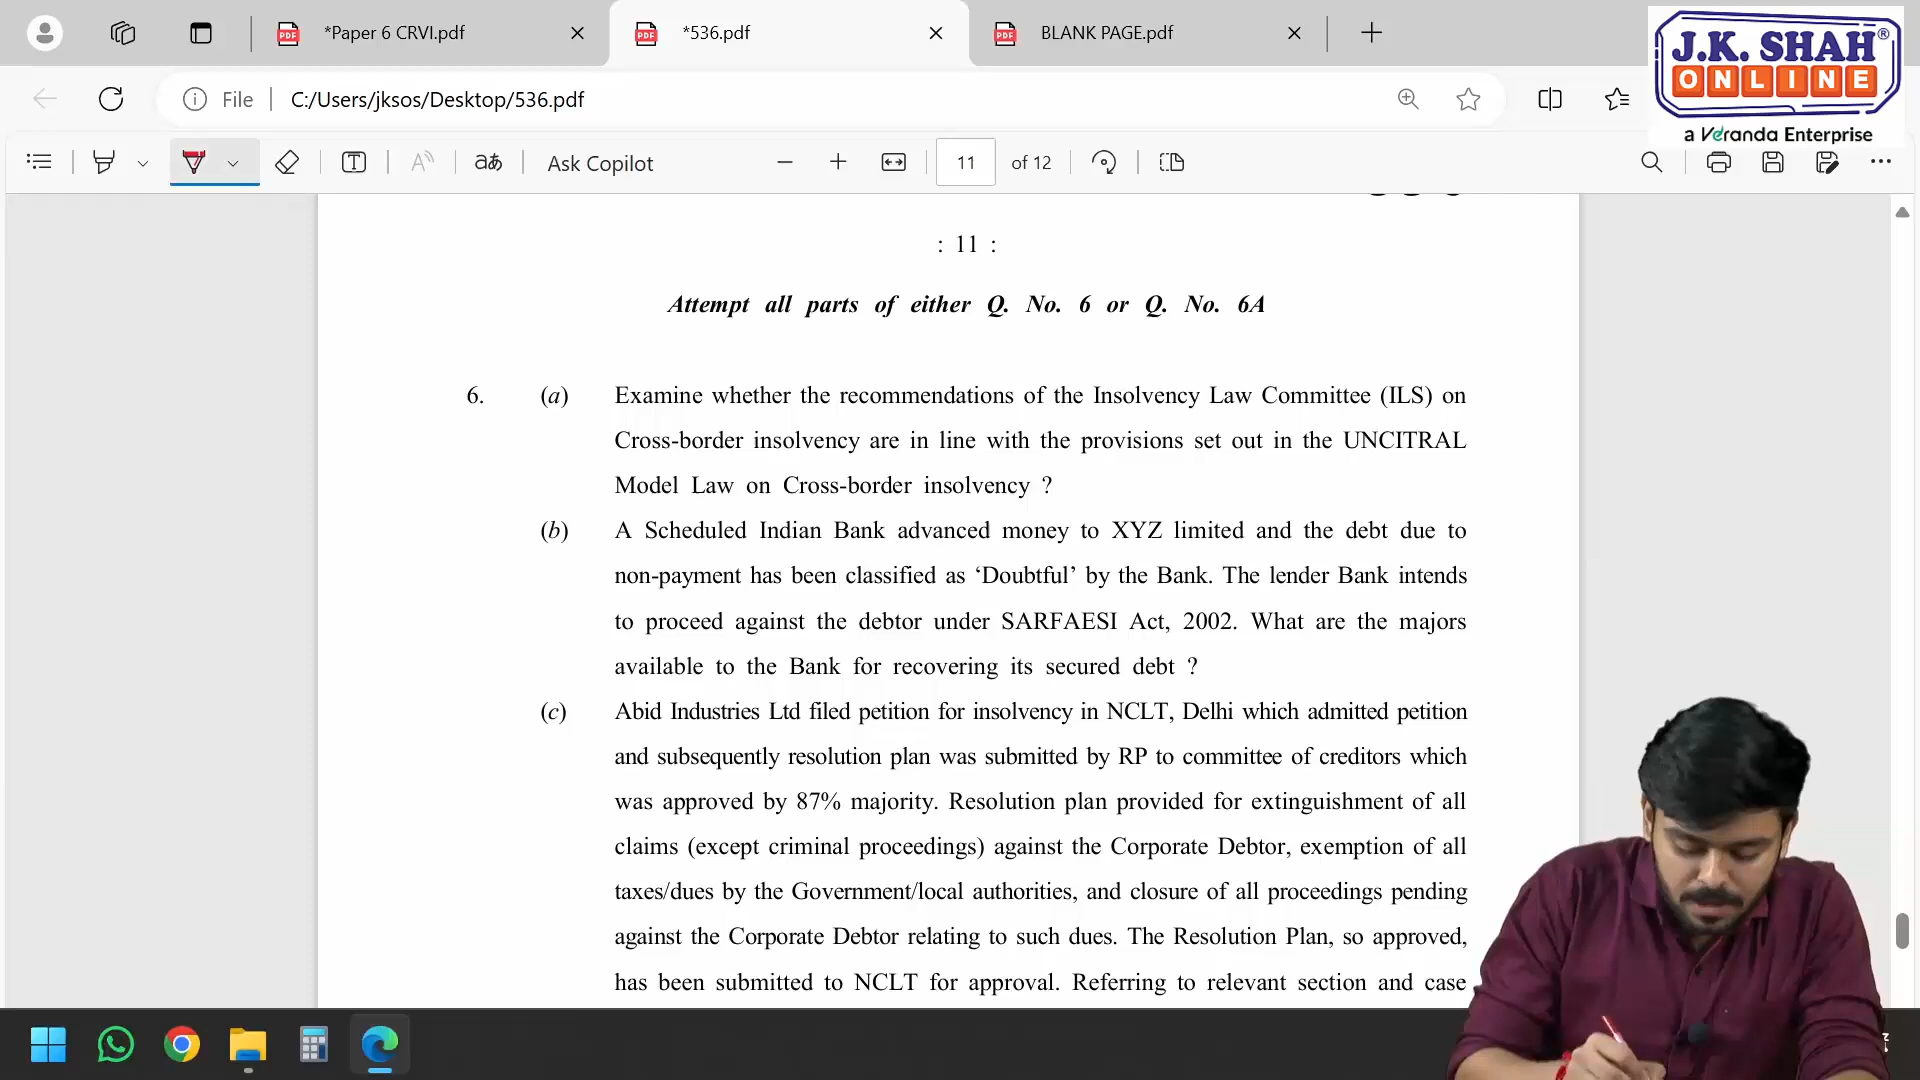 *Paper 6 CRVI.pdf
*536.pdf
BLANK PAGE.pdf
File
C:/Users/jksos/Desktop/536.pdf
J.K. SHAH®
ONLINE
a Veranda Enterprise
Ask Copilot
11 of 12
: 11 :
Attempt all parts of either Q. No. 6 or Q. No. 6A
6. (a) Examine whether the recommendations of the Insolvency Law Committee (ILS) on
Cross-border insolvency are in line with the provisions set out in the UNCITRAL
Model Law on Cross-border insolvency ?
(b) A Scheduled Indian Bank advanced money to XYZ limited and the debt due to
non-payment has been classified as ‘Doubtful’ by the Bank. The lender Bank intends
to proceed against the debtor under SARFAESI Act, 2002. What are the majors
available to the Bank for recovering its secured debt ?
(c) Abid Industries Ltd filed petition for insolvency in NCLT, Delhi which admitted petition
and subsequently resolution plan was submitted by RP to committee of creditors which
was approved by 87% majority. Resolution plan provided for extinguishment of all
claims (except criminal proceedings) against the Corporate Debtor, exemption of all
taxes/dues by the Government/local authorities, and closure of all proceedings pending
against the Corporate Debtor relating to such dues. The Resolution Plan, so approved,
has been submitted to NCLT for approval. Referring to relevant section and case